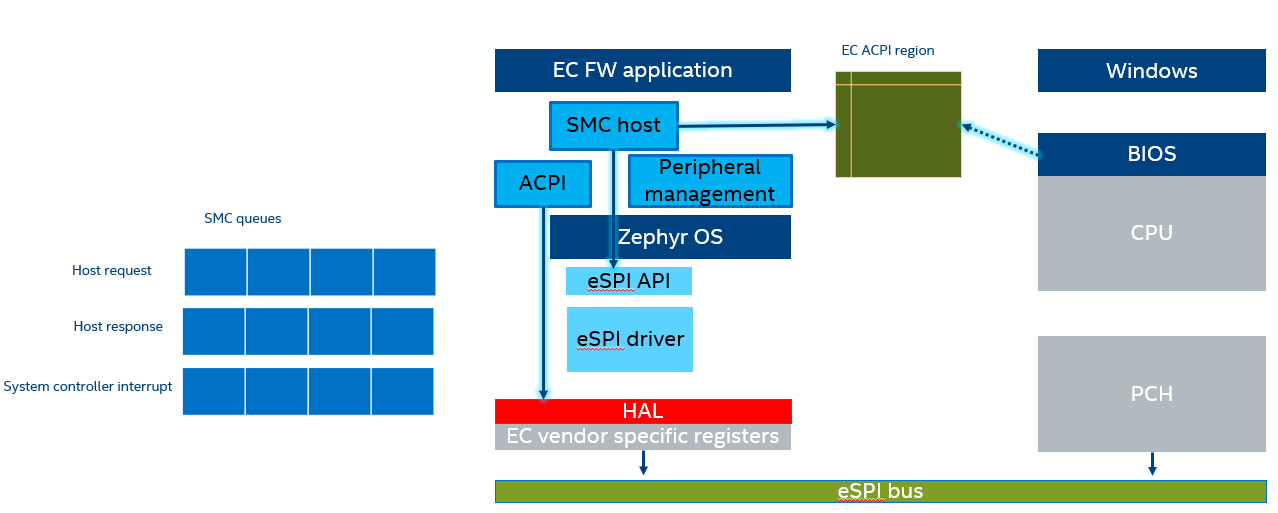 EC ACPI region
EC FW application
Windows
SMC host
BIOS
Peripheral
management
ACPI
SMC queues
Zephyr OS
CPU
Host request
eSPI API
Host response
eSPI driver
System controller interrupt
PCH
HAL
EC vendor specific registers
eSPI bus